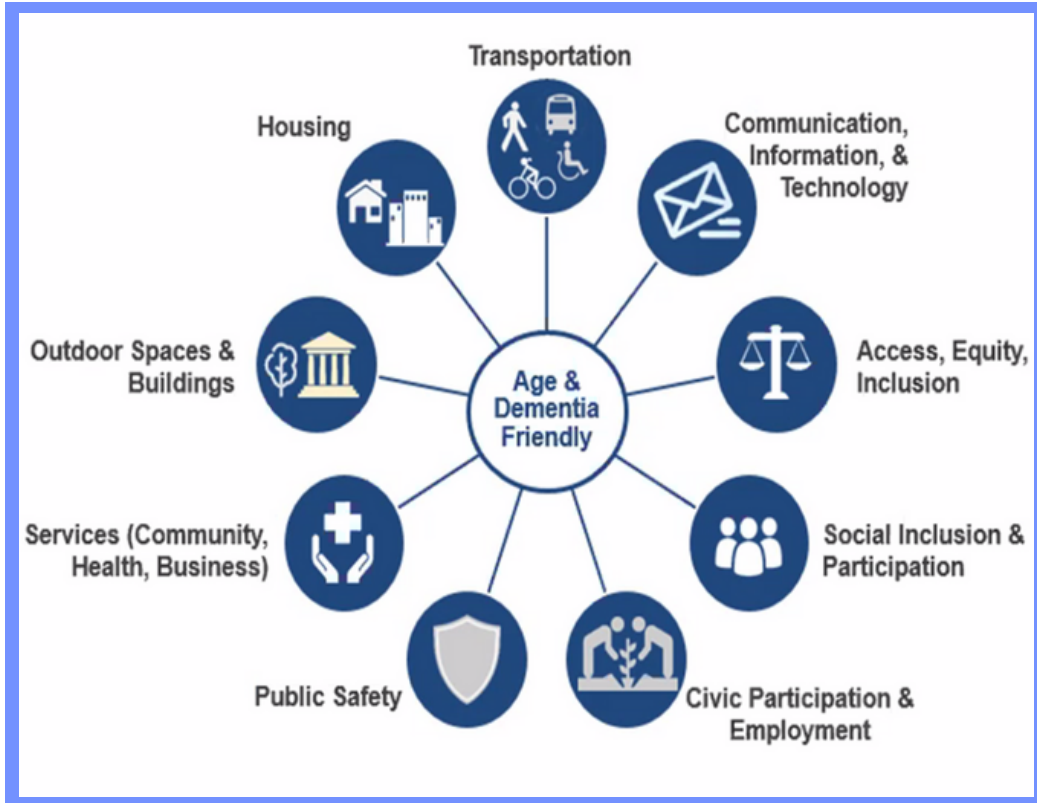 Transportation
Housing
Communication,
Information, &
Technology
Outdoor Spaces &
Buildings
Access, Equity,
Inclusion
Age &
Dementia
Friendly
Services (Community,
Health, Business)
Social Inclusion &
Participation
Public Safety
Civic Participation &
Employment